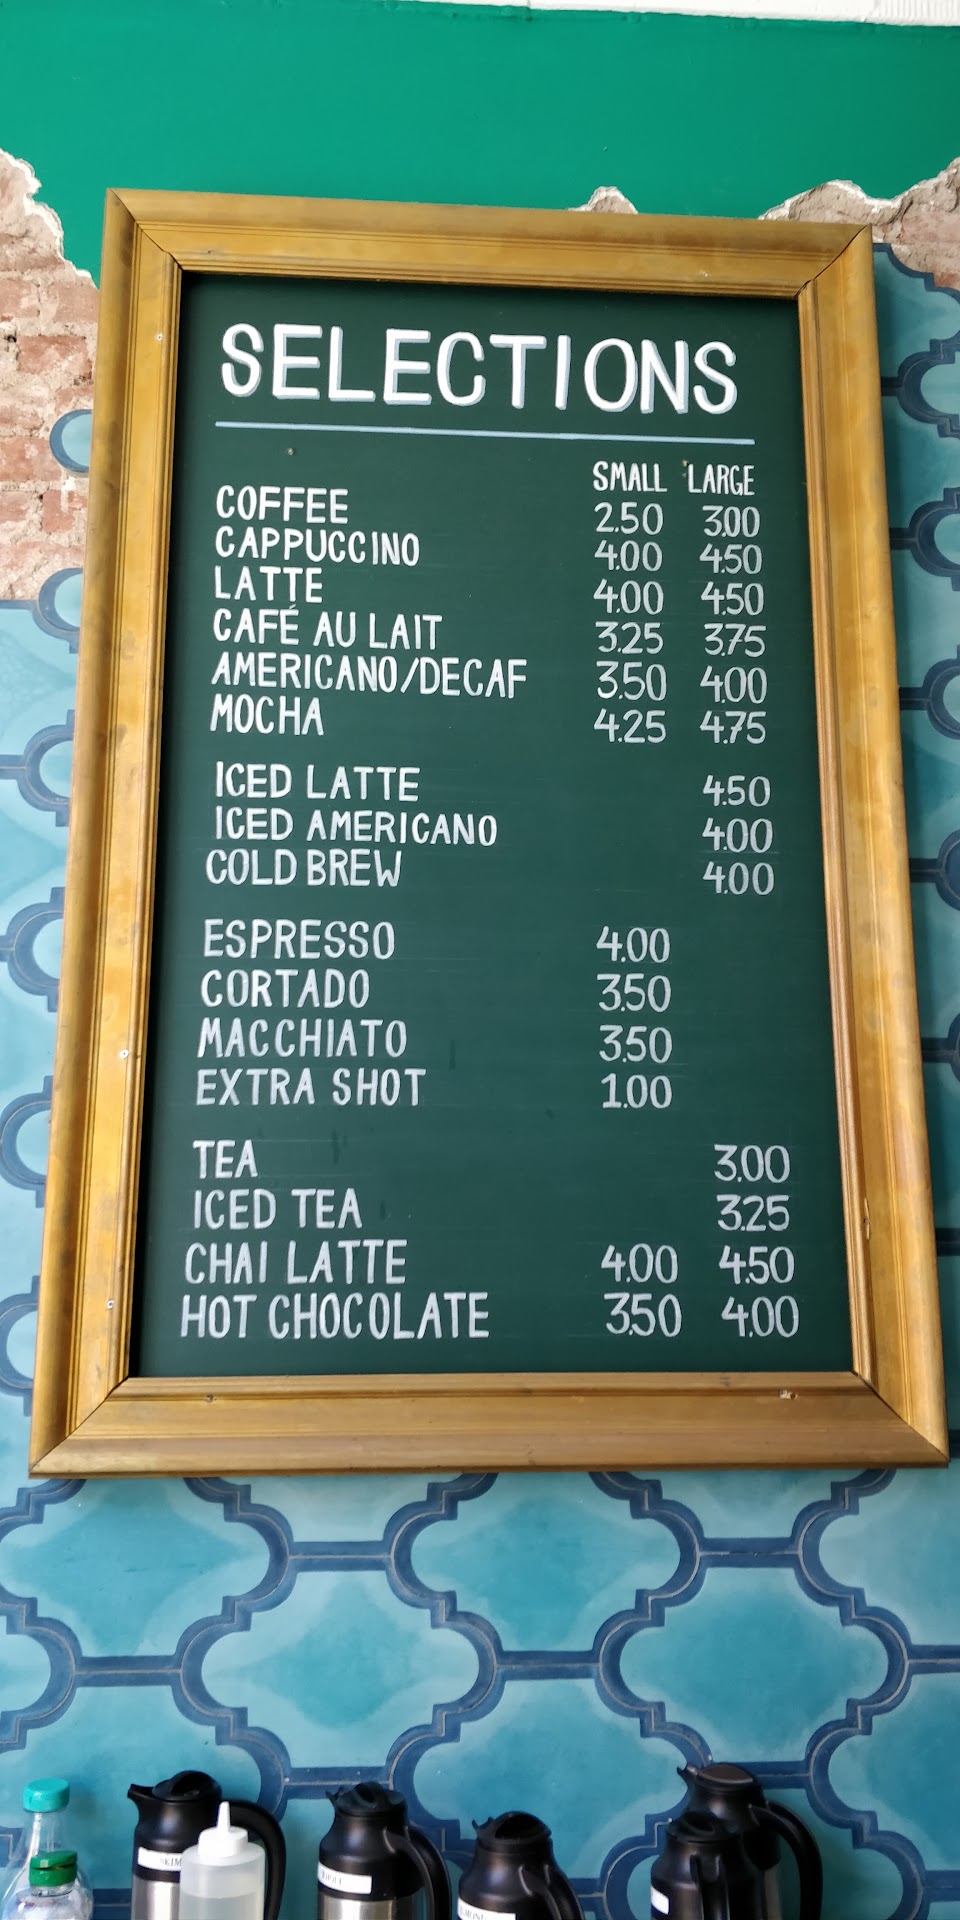 SELECTIONS
SMALL LARGE
COFFEE 2.50 3.00
CAPPUCCINO 4.00 4.50
LATTE 4.00 4.50
CAFÉ AU LAIT 3.25 3.75
AMERICANO/DECAF 3.50 4.00
MOCHA 4.25 4.75
ICED LATTE 4.50
ICED AMERICANO 4.00
COLD BREW 4.00
ESPRESSO 4.00
CORTADO 3.50
MACCHIATO 3.50
EXTRA SHOT 1.00
TEA 3.00
ICED TEA 3.25
CHAI LATTE 4.00 4.50
HOT CHOCOLATE 3.50 4.00